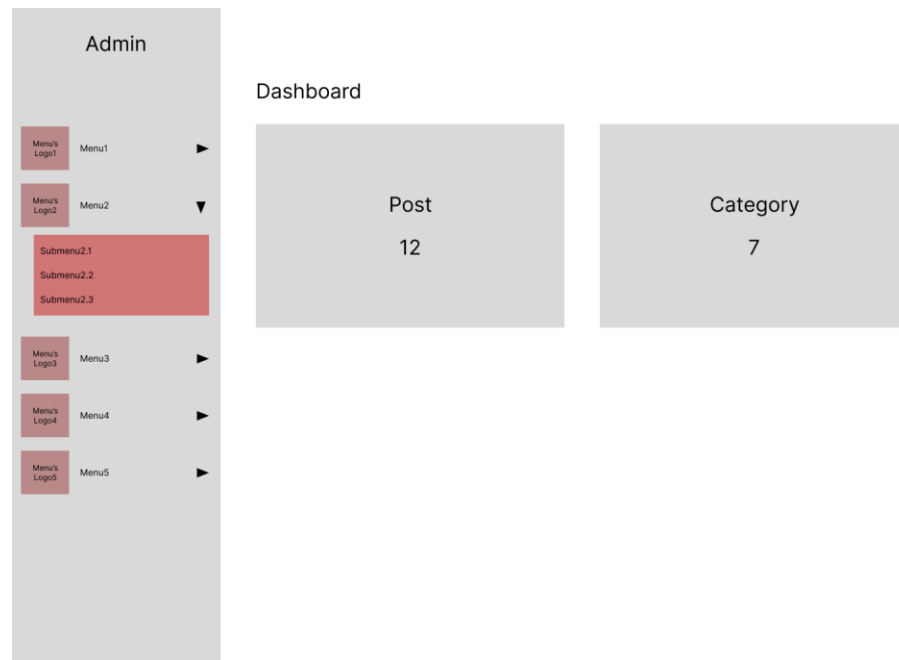 Admin
Menu's
Logo1
Menu1
Menu's
Logo2
Menu2
Submenu2.1
Submenu2.2
Submenu2.3
Menu's
Logo3
Menu3
Menu's
Logo4
Menu4
Menu's
Logo5
Menu5
Dashboard
Post
12
Category
7